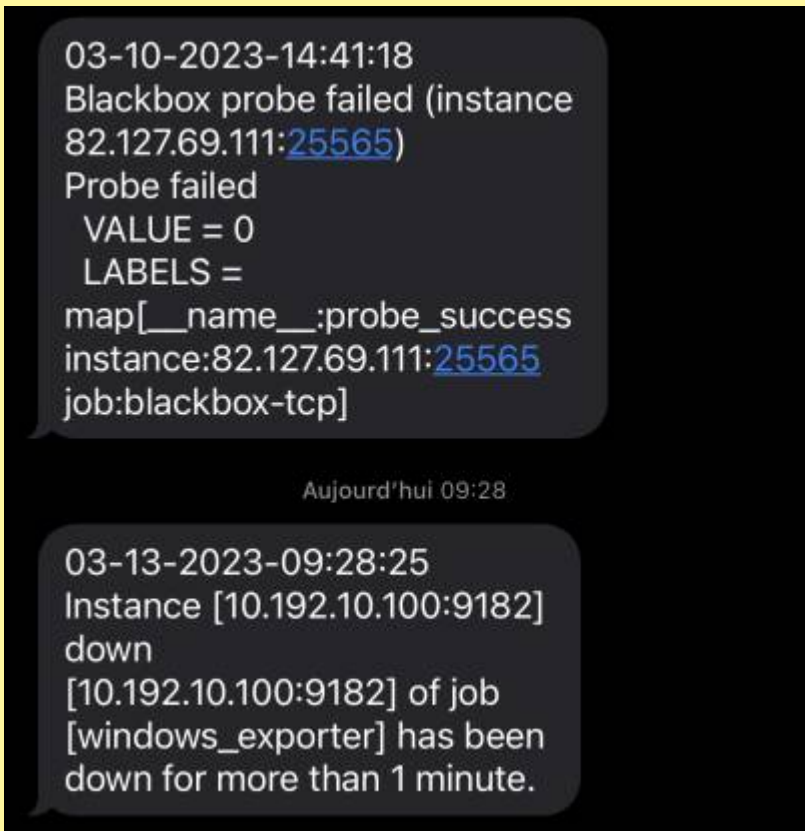 03-10-2023-14:41:18
Blackbox probe failed (instance
82.127.69.111:25565)
Probe failed
VALUE = 0
LABELS =
map[__name__:probe_success
instance:82.127.69.111:25565
job:blackbox-tcp]
Aujourd'hui 09:28
03-13-2023-09:28:25
Instance [10.192.10.100:9182]
down
[10.192.10.100:9182] of job
[windows_exporter] has been
down for more than 1 minute.